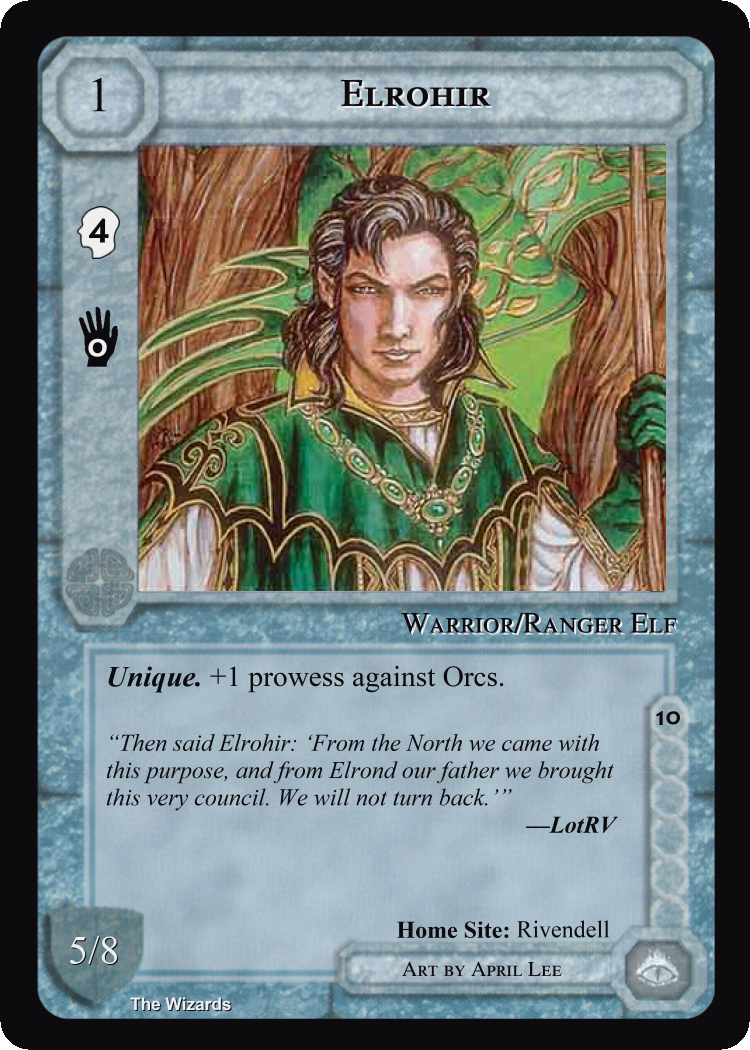 1
Elrohir
4
0
Warrior/Ranger Elf
Unique. +1 prowess against Orcs.
10
“Then said Elrohir: ‘From the North we came with
this purpose, and from Elrond our father we brought
this very council. We will not turn back.’”
—LotRV
Home Site: Rivendell
5/8
Art by April Lee
The Wizards